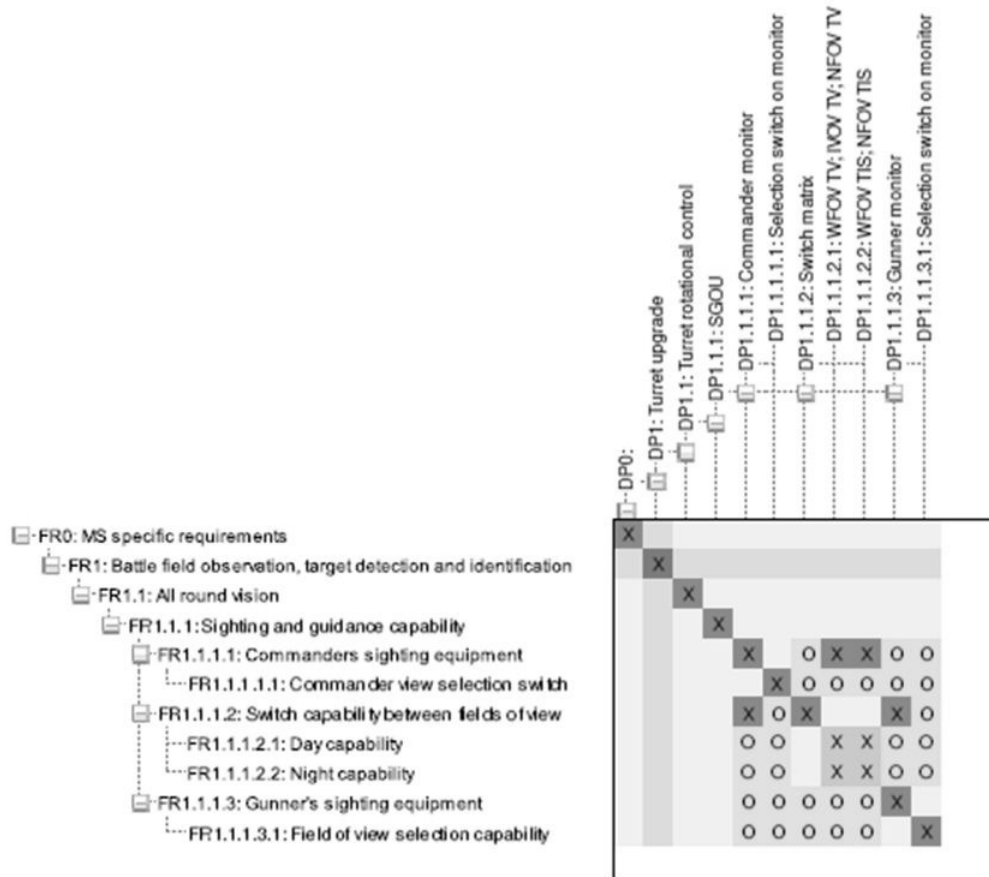 DP0:
DP1: Turret upgrade
DP1.1: Turret rotational control
DP1.1.1: SGOU
DP1.1.1.1: Commander monitor
DP1.1.1.1.1: Selection switch on monitor
DP1.1.1.2: Switch matrix
DP1.1.1.2.1: WFOV TV; IVOV TV; NFOV TV
DP1.1.1.2.2: WFOV TIS; NFOV TIS
DP1.1.1.3: Gunner monitor
DP1.1.1.3.1: Selection switch on monitor
FR0: MS specific requirements X
FR1: Battle field observation, target detection and identification X
FR1.1: All round vision X
FR1.1.1: Sighting and guidance capability X
FR1.1.1.1: Commanders sighting equipment X O X X O O
FR1.1.1.1.1: Commander view selection switch X O O O O O
FR1.1.1.2: Switch capability between fields of view X O X X O
FR1.1.1.2.1: Day capability O O X X O O
FR1.1.1.2.2: Night capability O O X X O O
FR1.1.1.3: Gunner's sighting equipment O O O O O X
FR1.1.1.3.1: Field of view selection capability O O O O O X